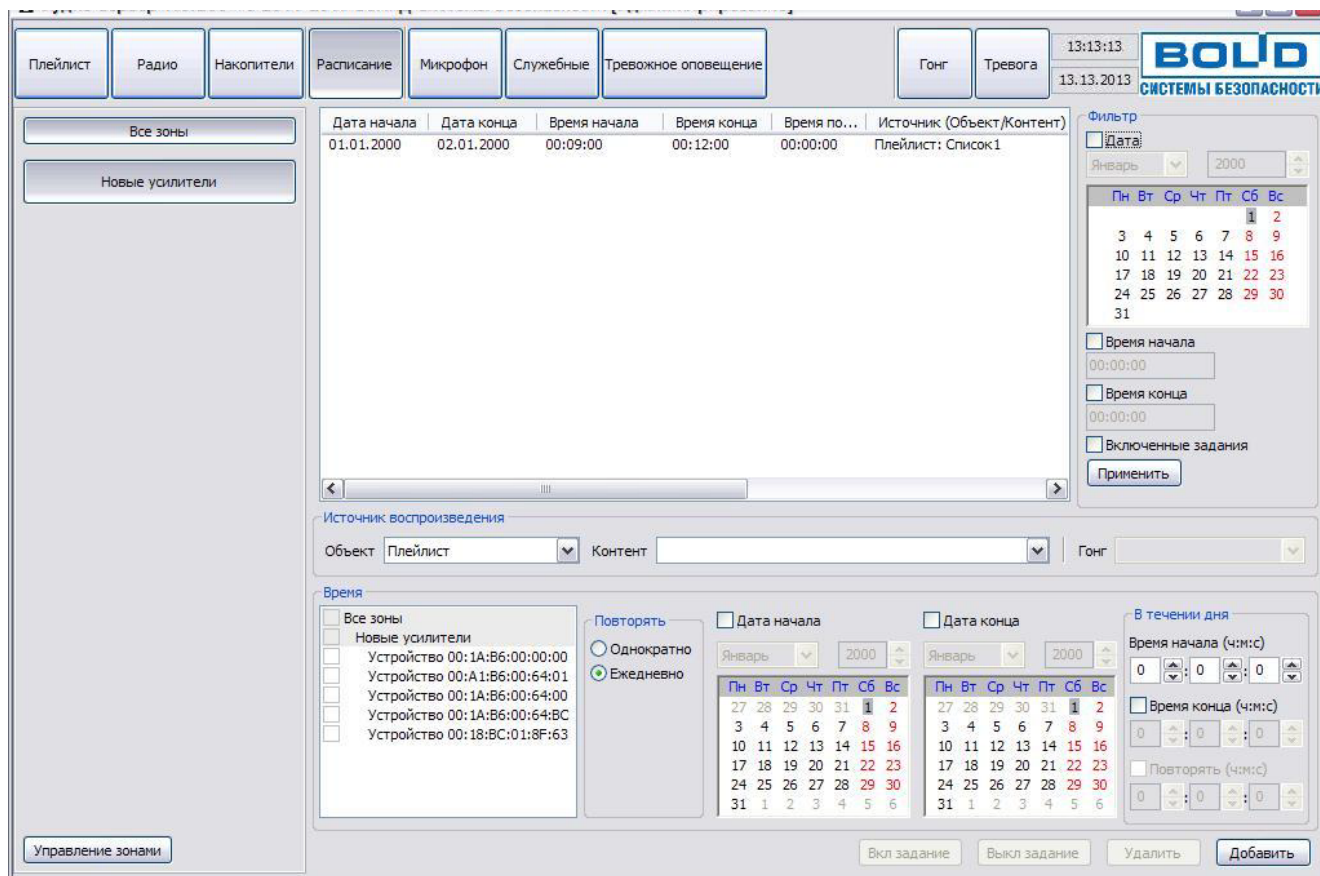 Плейлист Радио Накопители Расписание Микрофон Служебные Тревожное оповещение Гонг Тревога
13:13:13
13.13.2013
BOLID
СИСТЕМЫ БЕЗОПАСНОСТИ
Все зоны
Новые усилители
Управление зонами
Дата начала Дата конца Время начала Время конца Время по... Источник (Объект/Контент)
01.01.2000 02.01.2000 00:09:00 00:12:00 00:00:00 Плейлист: Список1
Фильтр
Дата
Январь 2000
Пн Вт Ср Чт Пт Сб Вс
1 2
3 4 5 6 7 8 9
10 11 12 13 14 15 16
17 18 19 20 21 22 23
24 25 26 27 28 29 30
31
Время начала
00:00:00
Время конца
00:00:00
Включенные задания
Применить
Источник воспроизведения
Объект Плейлист Контент Гонг
Время
Все зоны
Новые усилители
Устройство 00:1A:B6:00:00:00
Устройство 00:A1:B6:00:64:01
Устройство 00:1A:B6:00:64:00
Устройство 00:1A:B6:00:64:BC
Устройство 00:18:BC:01:8F:63
Повторять
Однократно
Ежедневно
Дата начала
Январь 2000
Пн Вт Ср Чт Пт Сб Вс
27 28 29 30 31 1 2
3 4 5 6 7 8 9
10 11 12 13 14 15 16
17 18 19 20 21 22 23
24 25 26 27 28 29 30
31 1 2 3 4 5 6
Дата конца
Январь 2000
Пн Вт Ср Чт Пт Сб Вс
27 28 29 30 31 1 2
3 4 5 6 7 8 9
10 11 12 13 14 15 16
17 18 19 20 21 22 23
24 25 26 27 28 29 30
31 1 2 3 4 5 6
В течении дня
Время начала (ч:м:с)
0 : 0 : 0
Время конца (ч:м:с)
0 : 0 : 0
Повторять (ч:м:с)
0 : 0 : 0
Вкл задание Выкл задание Удалить Добавить